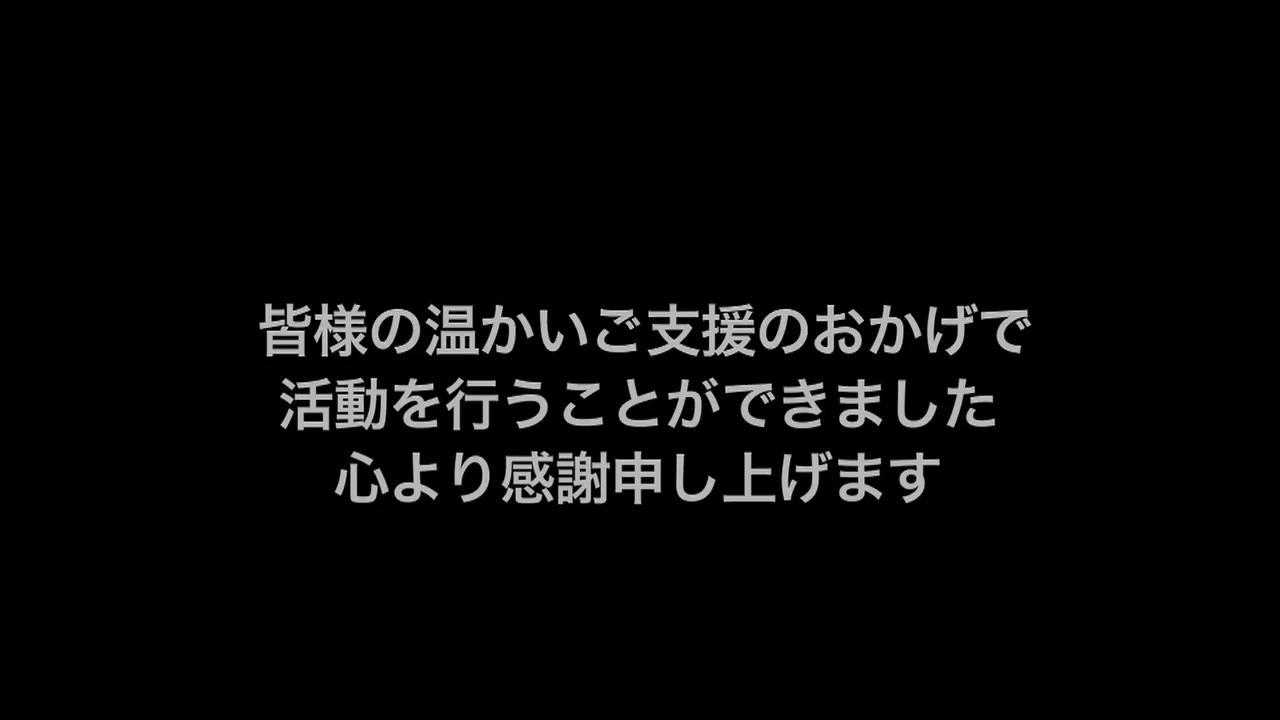 皆様の温かいご支援のおかげで
活動を行うことができました
心より感謝申し上げます